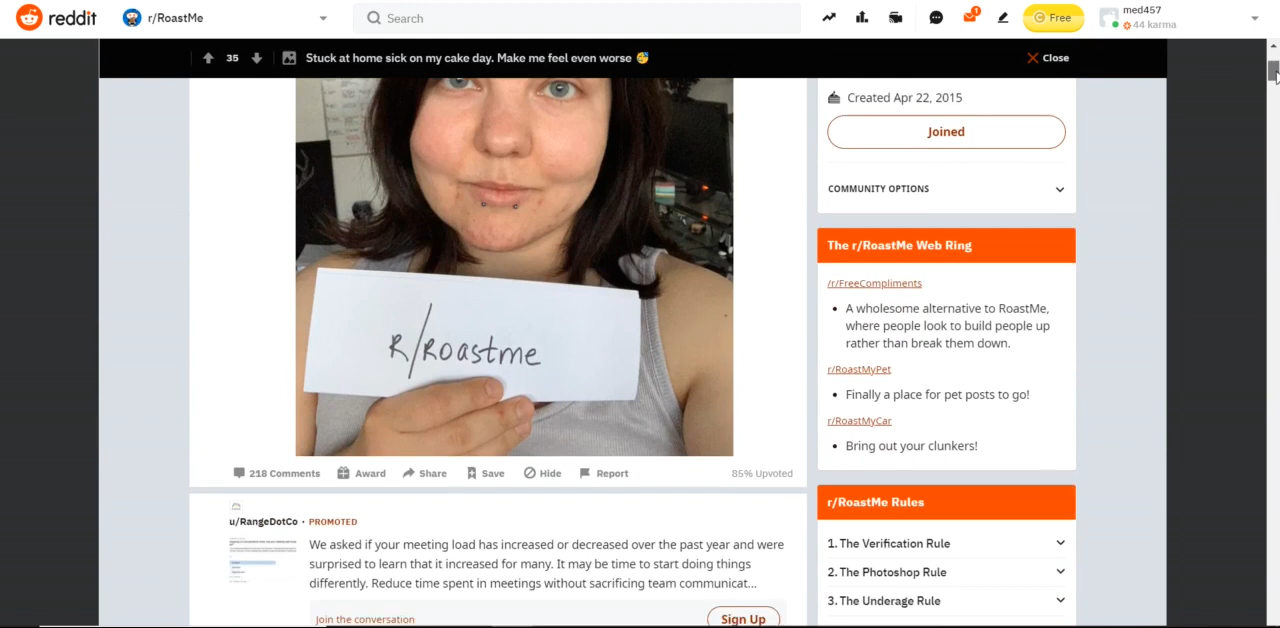 reddit
r/RoastMe
Search
1
Free
med457
44 karma
35
Stuck at home sick on my cake day. Make me feel even worse 😴
Close
Created Apr 22, 2015
Joined
COMMUNITY OPTIONS
R/roastme
218 Comments
Award
Share
Save
Hide
Report
85% Upvoted
The r/RoastMe Web Ring
/r/FreeCompliments
• A wholesome alternative to RoastMe,
where people look to build people up
rather than break them down.
r/RoastMyPet
• Finally a place for pet posts to go!
r/RoastMyCar
• Bring out your clunkers!
u/RangeDotCo • PROMOTED
We asked if your meeting load has increased or decreased over the past year and were
surprised to learn that it increased for many. It may be time to start doing things
differently. Reduce time spent in meetings without sacrificing team communicat...
Join the conversation
Sign Up
r/RoastMe Rules
1. The Verification Rule
2. The Photoshop Rule
3. The Underage Rule